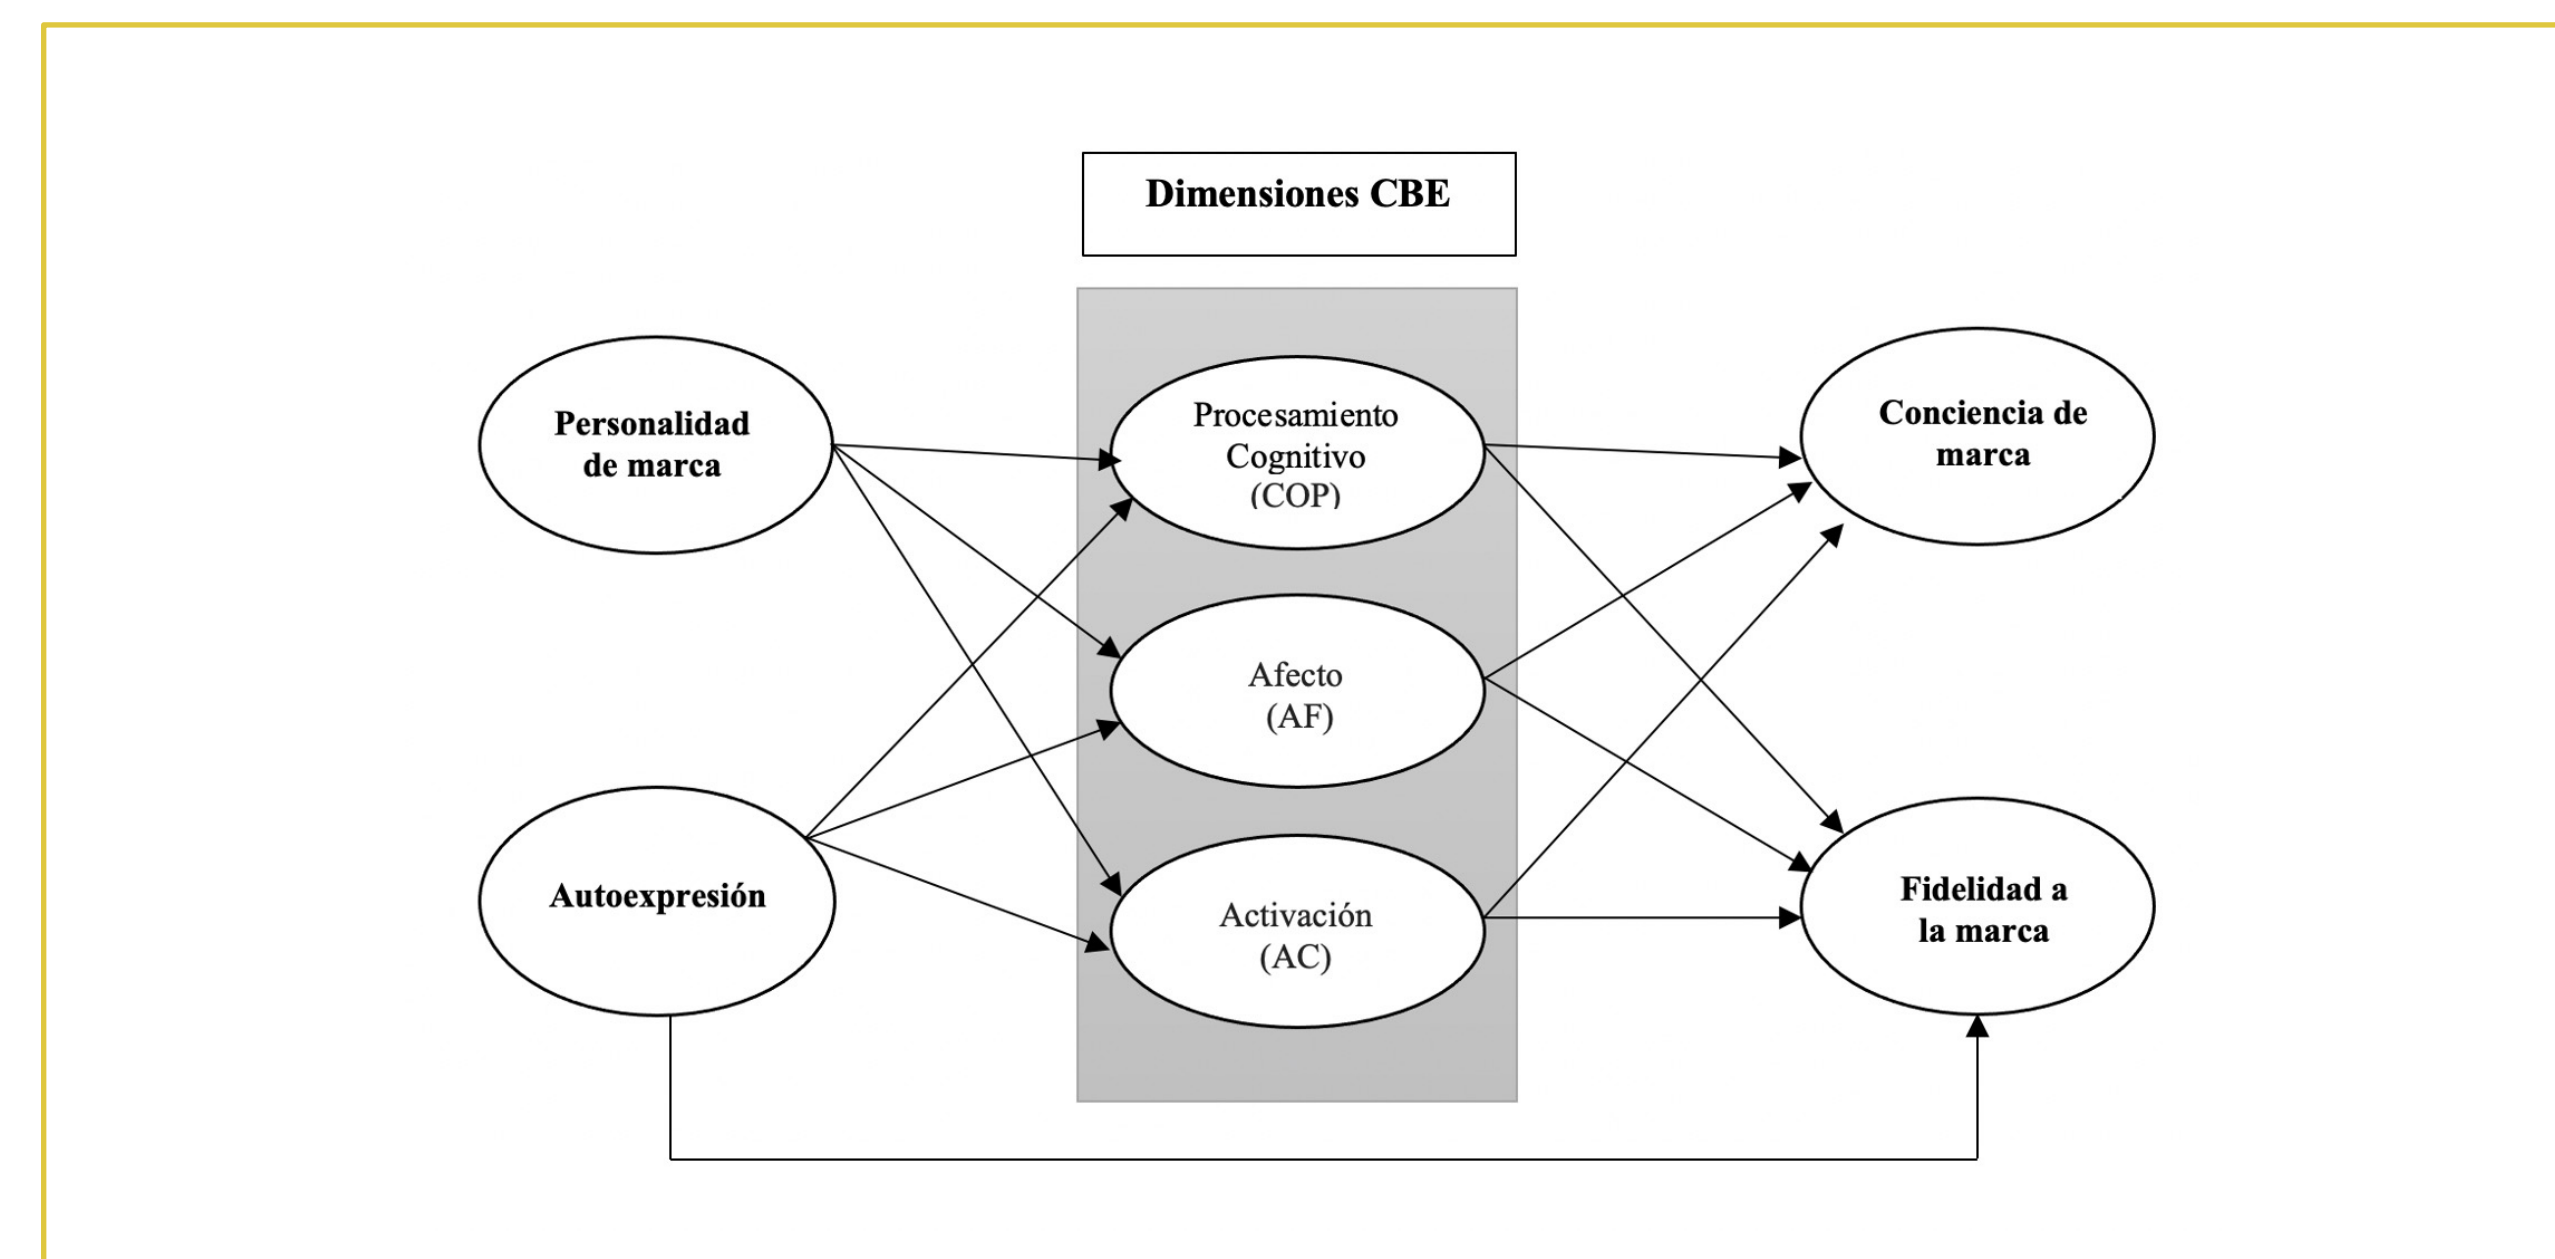 Dimensiones CBE
Personalidad
de marca
Procesamiento
Cognitivo
(COP)
Conciencia de
marca
Afecto
(AF)
Autoexpresión
Activación
(AC)
Fidelidad a
la marca